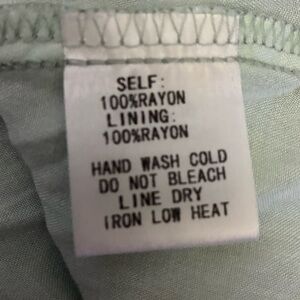 SELF:
100%RAYON
LINING:
100%RAYON
HAND WASH COLD
DO NOT BLEACH
LINE DRY
IRON LOW HEAT